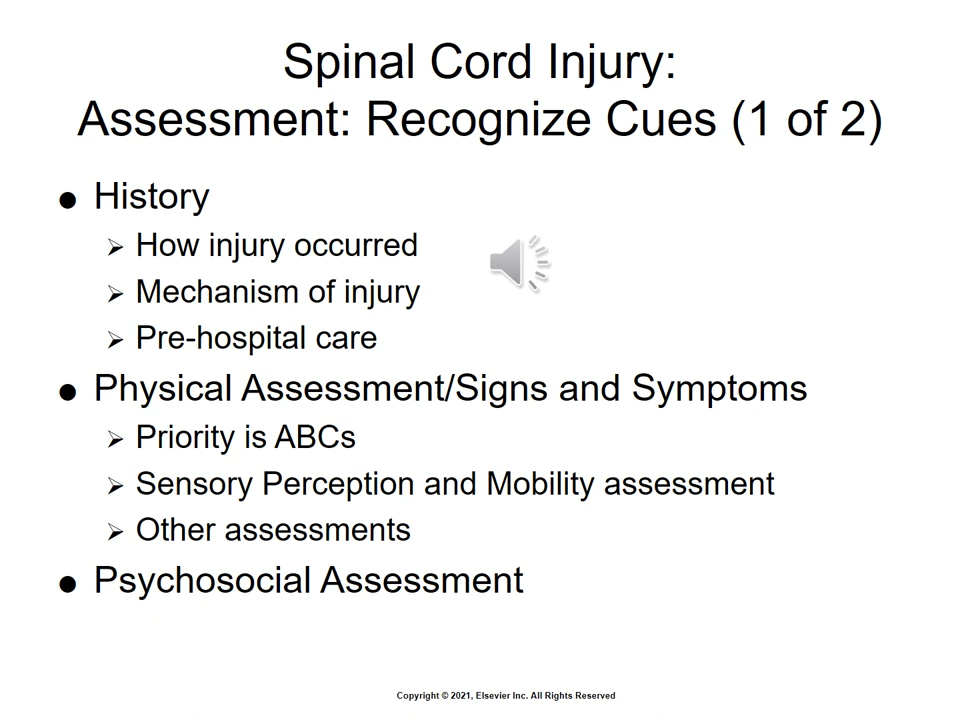 Spinal Cord Injury:
Assessment: Recognize Cues (1 of 2)
● History
➢ How injury occurred
➢ Mechanism of injury
➢ Pre-hospital care
● Physical Assessment/Signs and Symptoms
➢ Priority is ABCs
➢ Sensory Perception and Mobility assessment
➢ Other assessments
● Psychosocial Assessment
Copyright © 2021, Elsevier Inc. All Rights Reserved